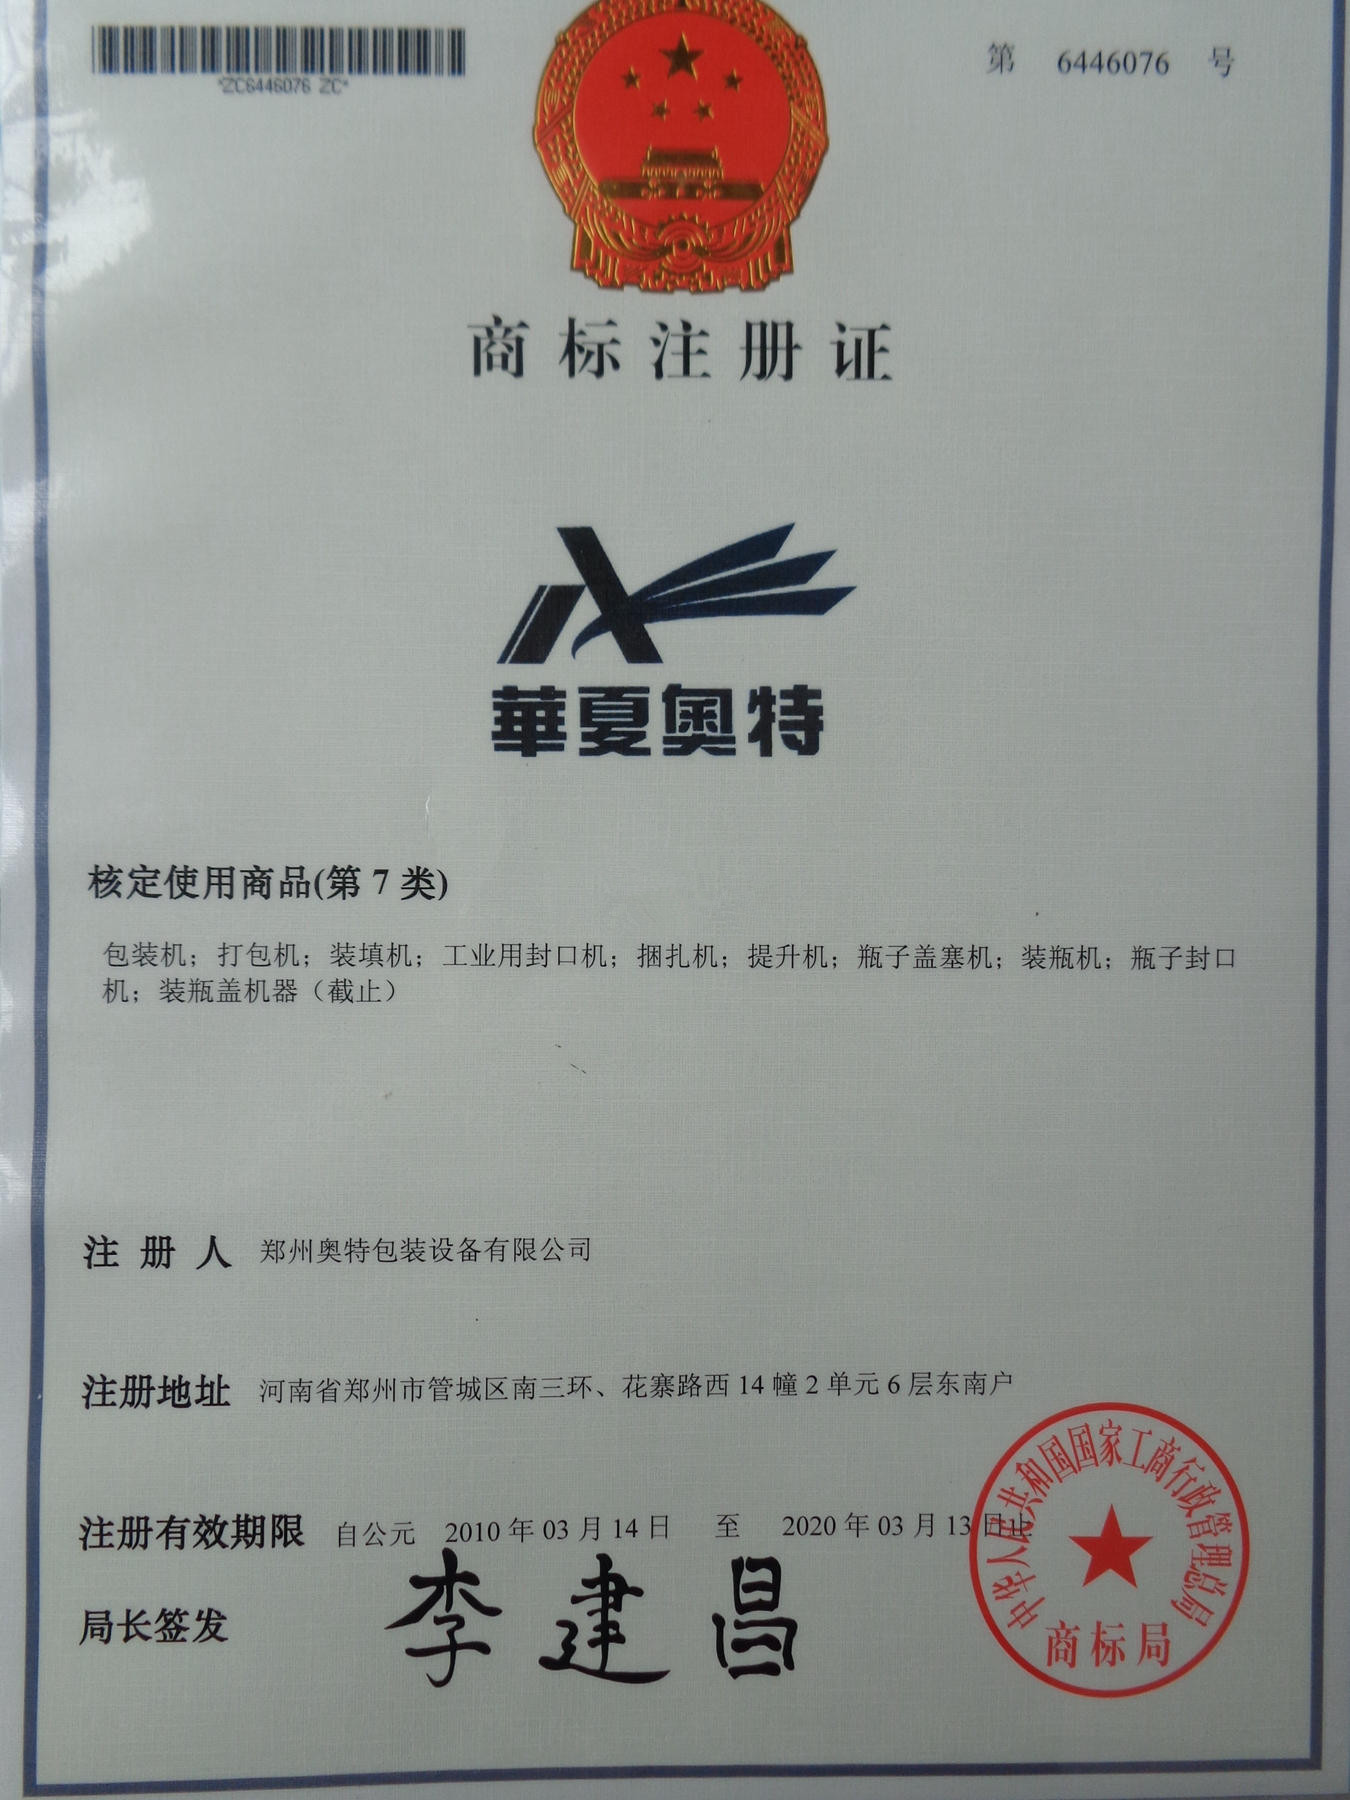 *ZC6446076 ZC*
第 6446076 号
商标注册证
華夏奥特
核定使用商品(第 7 类)
包装机；打包机；装填机；工业用封口机；捆扎机；提升机；瓶子盖塞机；装瓶机；瓶子封口
机；装瓶盖机器（截止）
注 册 人 郑州奥特包装设备有限公司
注册地址 河南省郑州市管城区南三环、花寨路西 14 幢 2 单元 6 层东南户
注册有效期限 自公元 2010 年 03 月 14 日 至 2020 年 03 月 13 日止
局长签发 李建昌
中华人民共和国国家工商行政管理总局
商标局